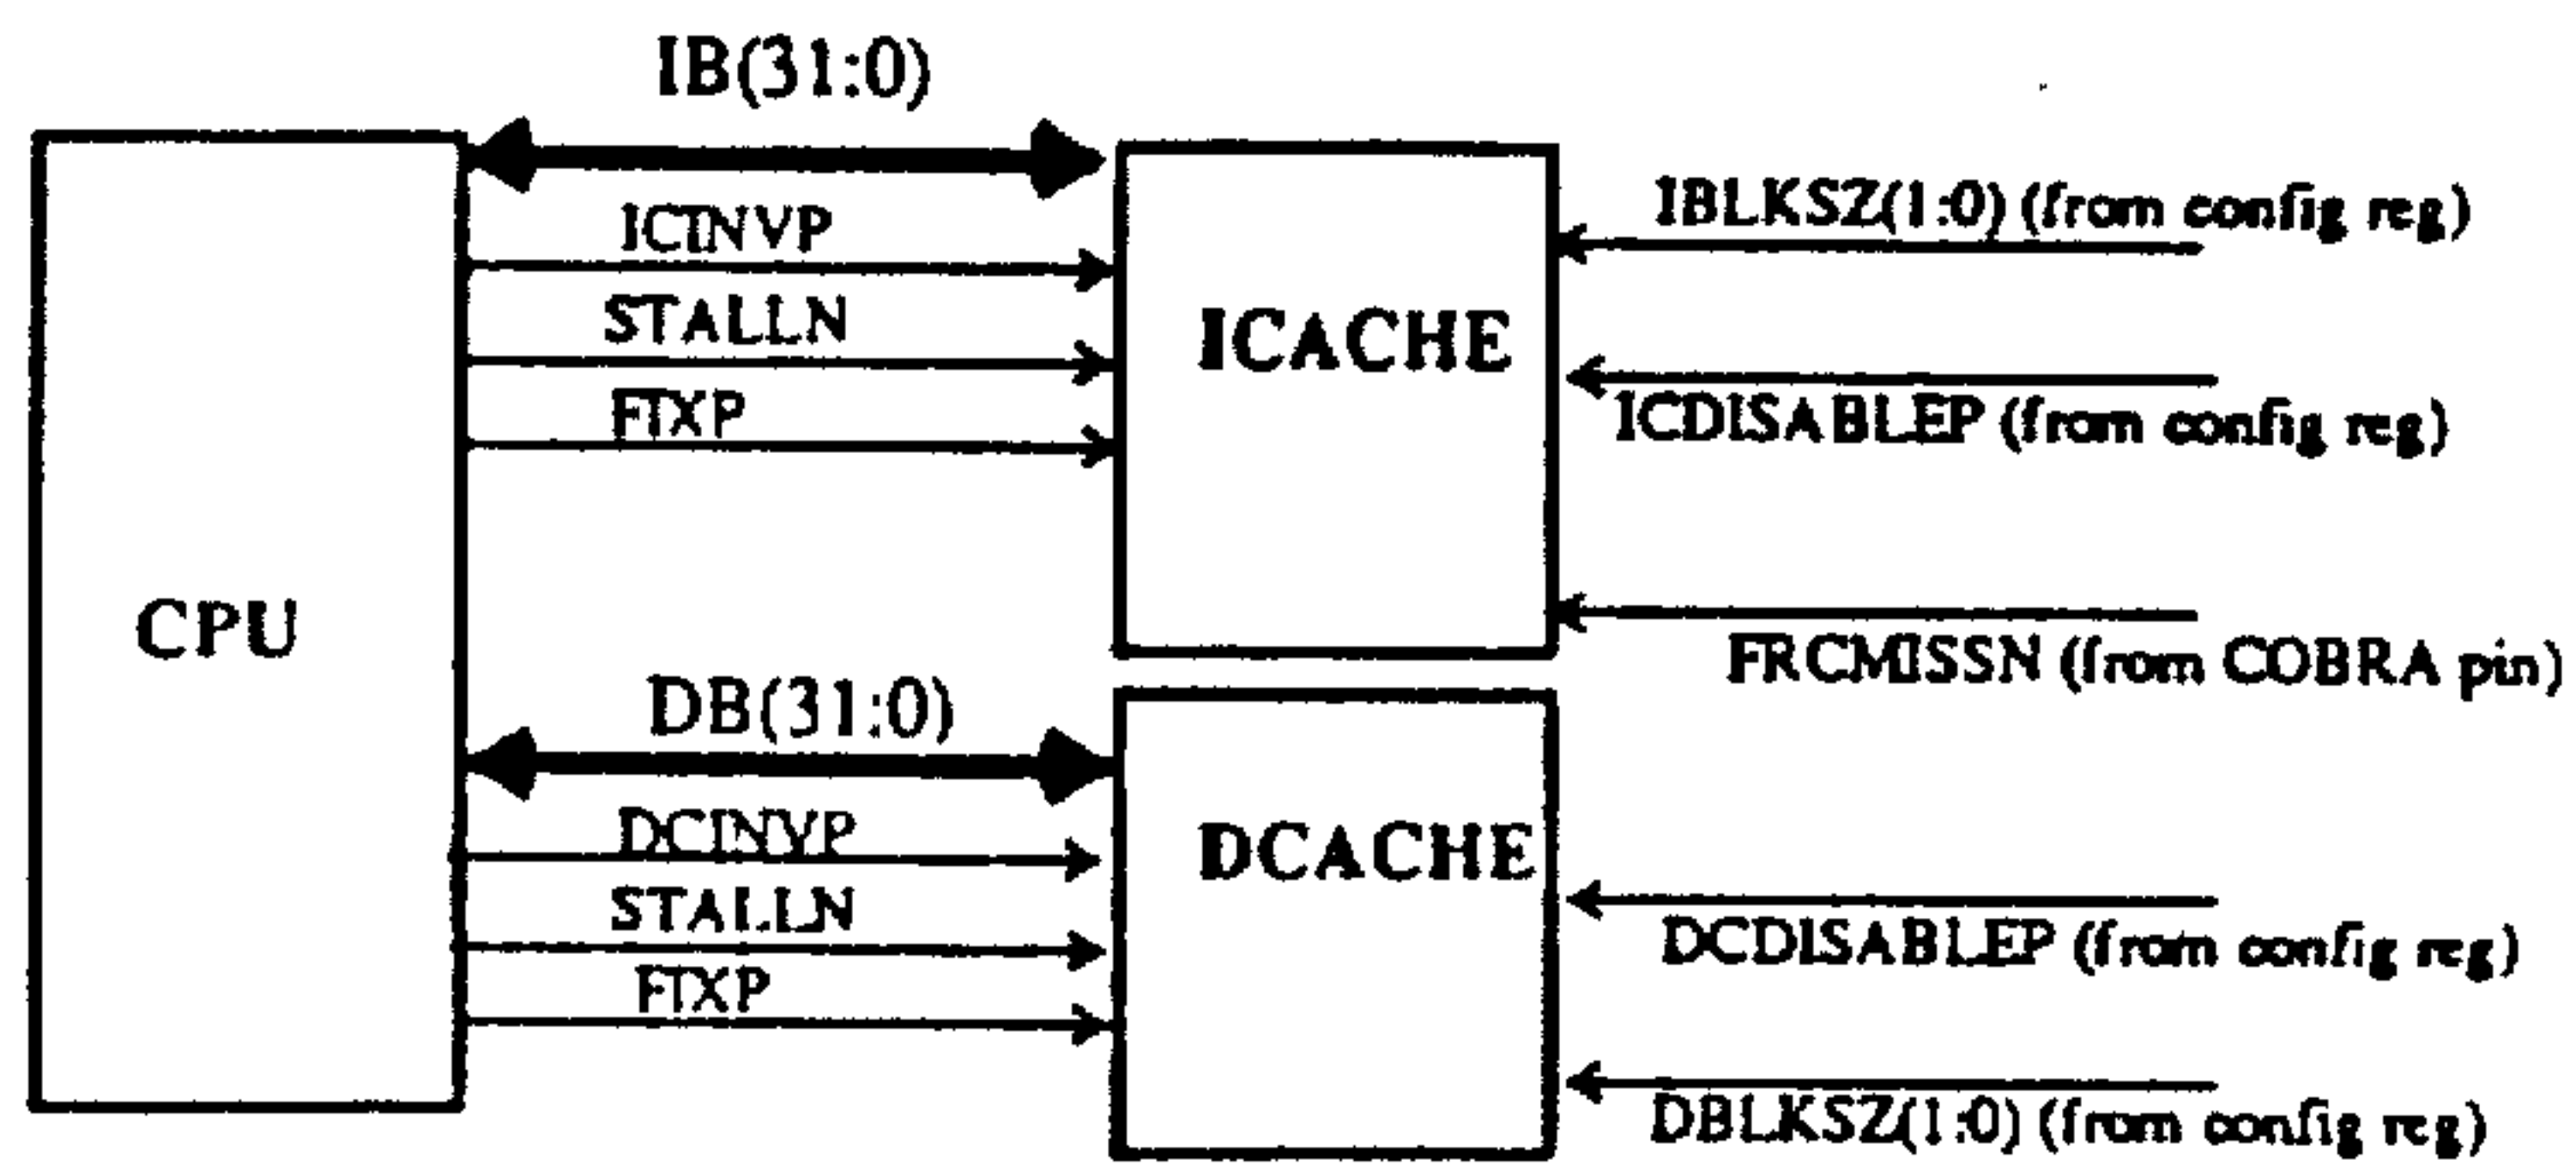 IB(31:0)
ICINVP
STALLN
FIXP
CPU
DB(31:0)
DCINVP
STALLN
FIXP
ICACHE
DCACHE
IBLKSZ(1:0) (from config reg)
ICDISABLEP (from config reg)
FRCMISSN (from COBRA pin)
DCDISABLEP (from config reg)
DBLKSZ(1:0) (from config reg)